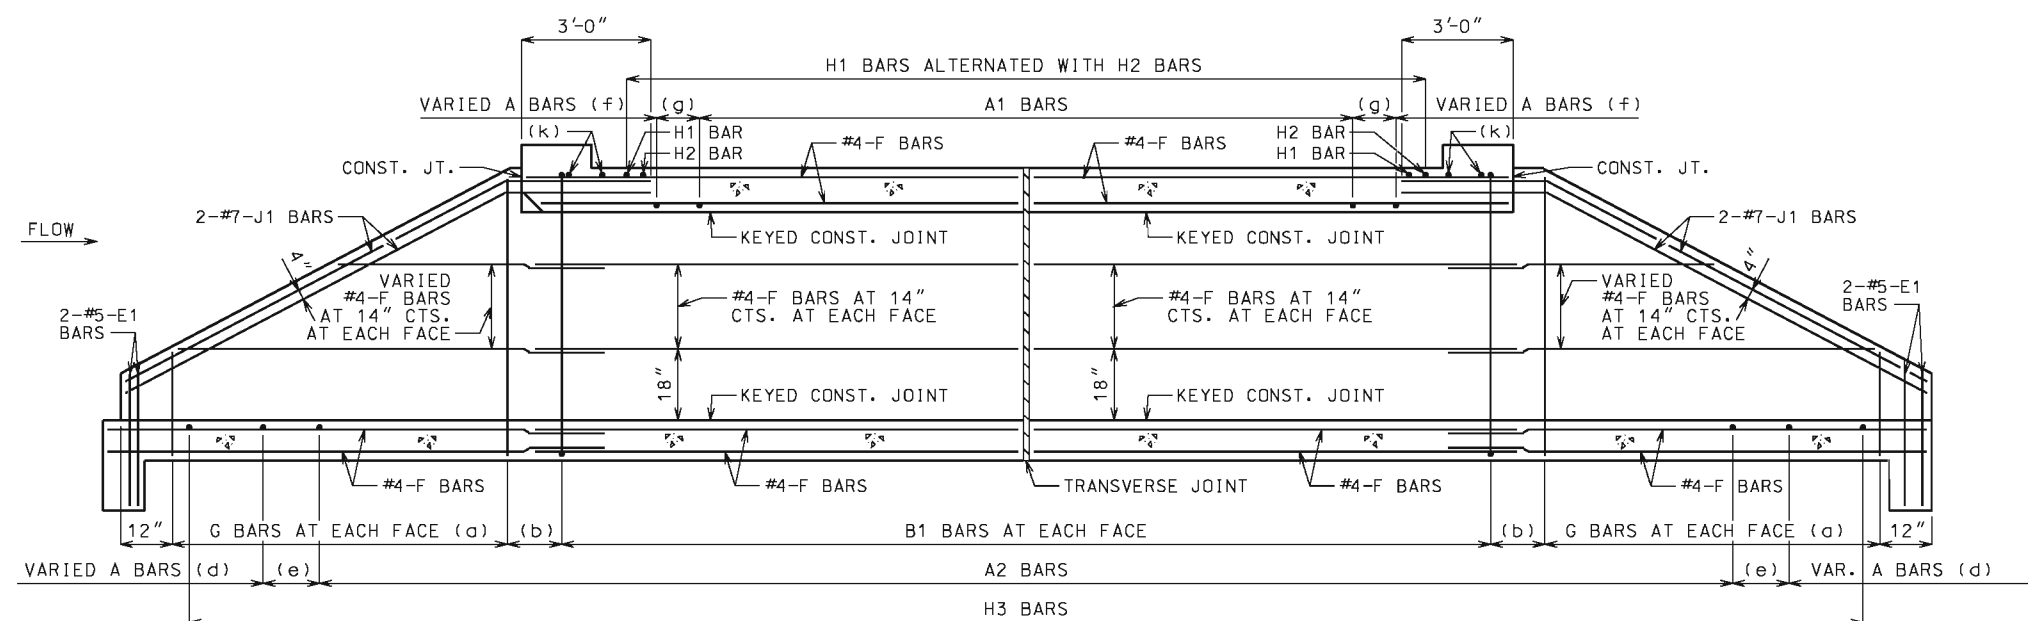 3'-0"
3'-0"
H1 BARS ALTERNATED WITH H2 BARS
VARIED A BARS (f)
(g)
A1 BARS
(g)
VARIED A BARS (f)
(k)
H1 BAR
H2 BAR
#4-F BARS
#4-F BARS
H2 BAR
H1 BAR
(k)
CONST. JT.
CONST. JT.
2-#7-J1 BARS
2-#7-J1 BARS
FLOW
KEYED CONST. JOINT
KEYED CONST. JOINT
4"
4"
VARIED
#4-F BARS
AT 14" CTS.
AT EACH FACE
#4-F BARS AT 14"
CTS. AT EACH FACE
#4-F BARS AT 14"
CTS. AT EACH FACE
VARIED
#4-F BARS
AT 14" CTS.
AT EACH FACE
2-#5-E1
BARS
2-#5-E1
BARS
18"
18"
KEYED CONST. JOINT
KEYED CONST. JOINT
#4-F BARS
#4-F BARS
TRANSVERSE JOINT
#4-F BARS
#4-F BARS
12"
G BARS AT EACH FACE (a)
(b)
B1 BARS AT EACH FACE
(b)
G BARS AT EACH FACE (a)
12"
VARIED A BARS (d)
(e)
A2 BARS
(e)
VAR. A BARS (d)
H3 BARS